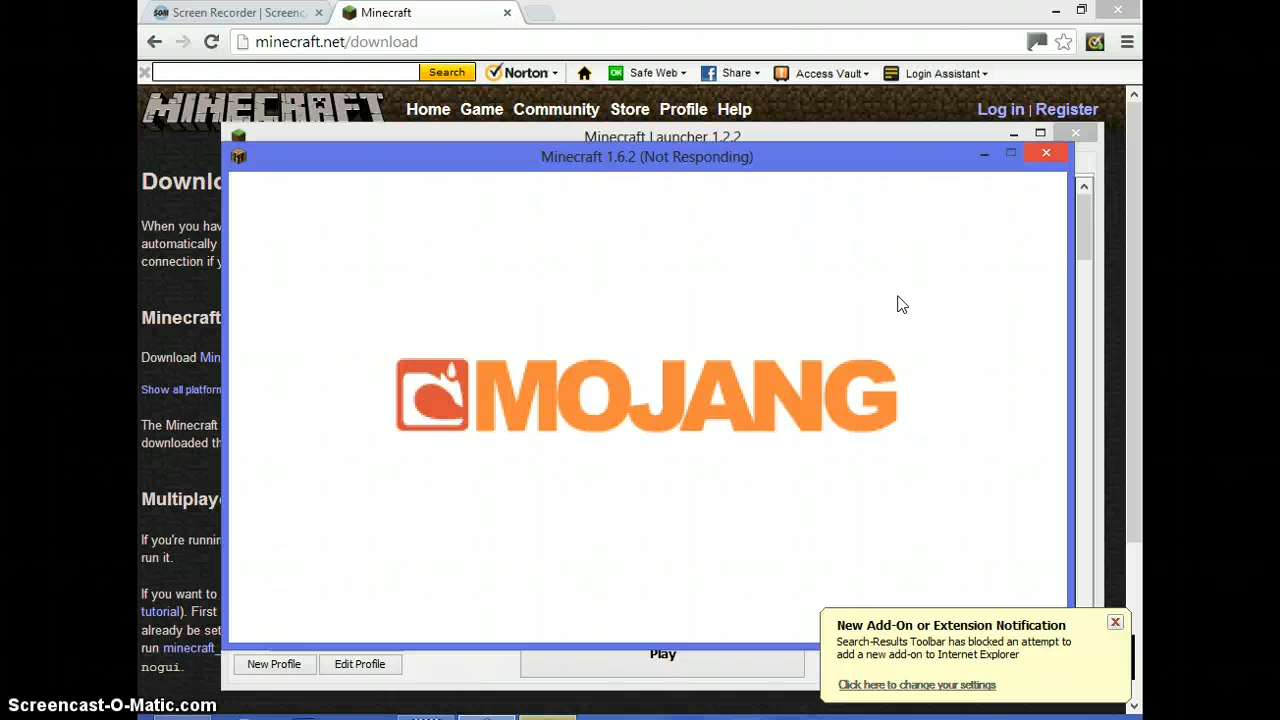 Screen Recorder | Screenc
Minecraft
minecraft.net/download
Search
Norton
Safe Web
Share
Access Vault
Login Assistant
MINECRAFT
Home Game Community Store Profile Help
Log in | Register
Minecraft Launcher 1.2.2
Minecraft 1.6.2 (Not Responding)
Downlo
When you hav
automatically
connection if y
Minecraft
Download Min
Show all platform
The Minecraft
downloaded th
Multiplaye
If you're runnin
run it.
If you want to
tutorial). First
already be set
run minecraft_
nogui.
MOJANG
New Profile
Edit Profile
Play
New Add-On or Extension Notification
Search-Results Toolbar has blocked an attempt to
add a new add-on to Internet Explorer
Click here to change your settings
Screencast-O-Matic.com